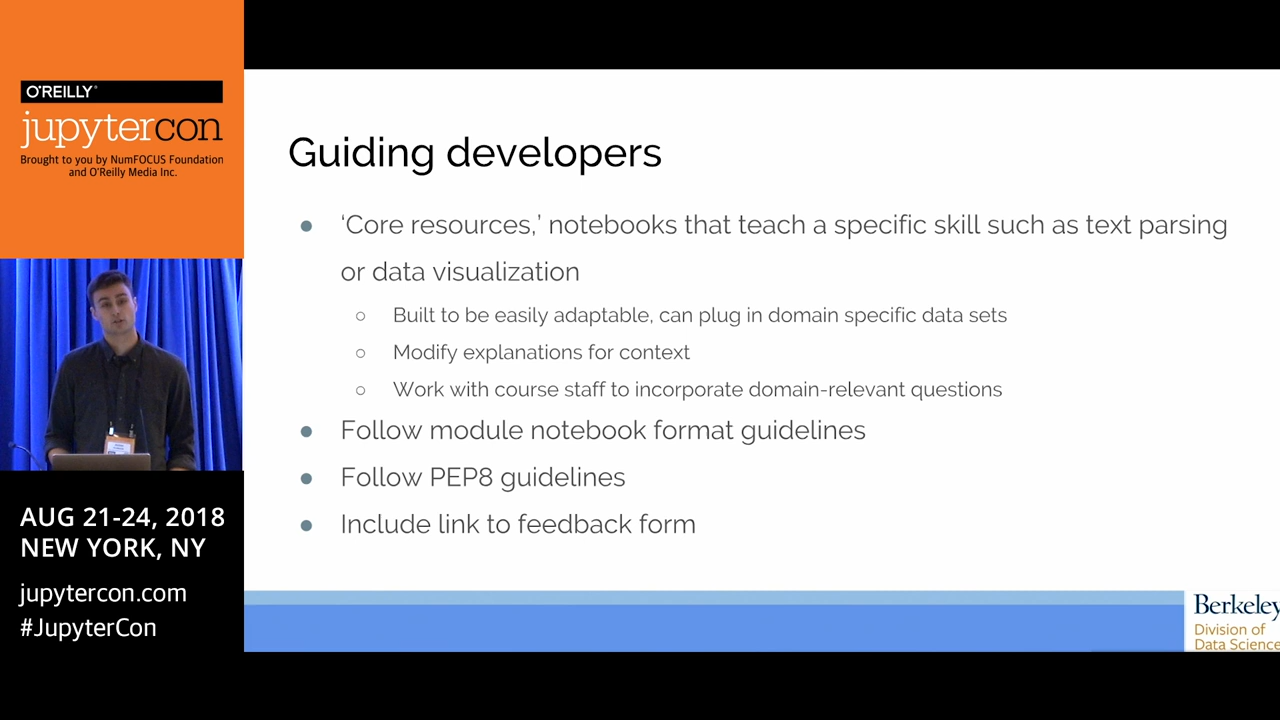 O'REILLY®
jupytercon
Brought to you by NumFOCUS Foundation
and O'Reilly Media Inc.
AUG 21-24, 2018
NEW YORK, NY
jupytercon.com
#JupyterCon
Guiding developers
● ‘Core resources,’ notebooks that teach a specific skill such as text parsing
or data visualization
○ Built to be easily adaptable, can plug in domain specific data sets
○ Modify explanations for context
○ Work with course staff to incorporate domain-relevant questions
● Follow module notebook format guidelines
● Follow PEP8 guidelines
● Include link to feedback form
Berkeley
Division of
Data Science